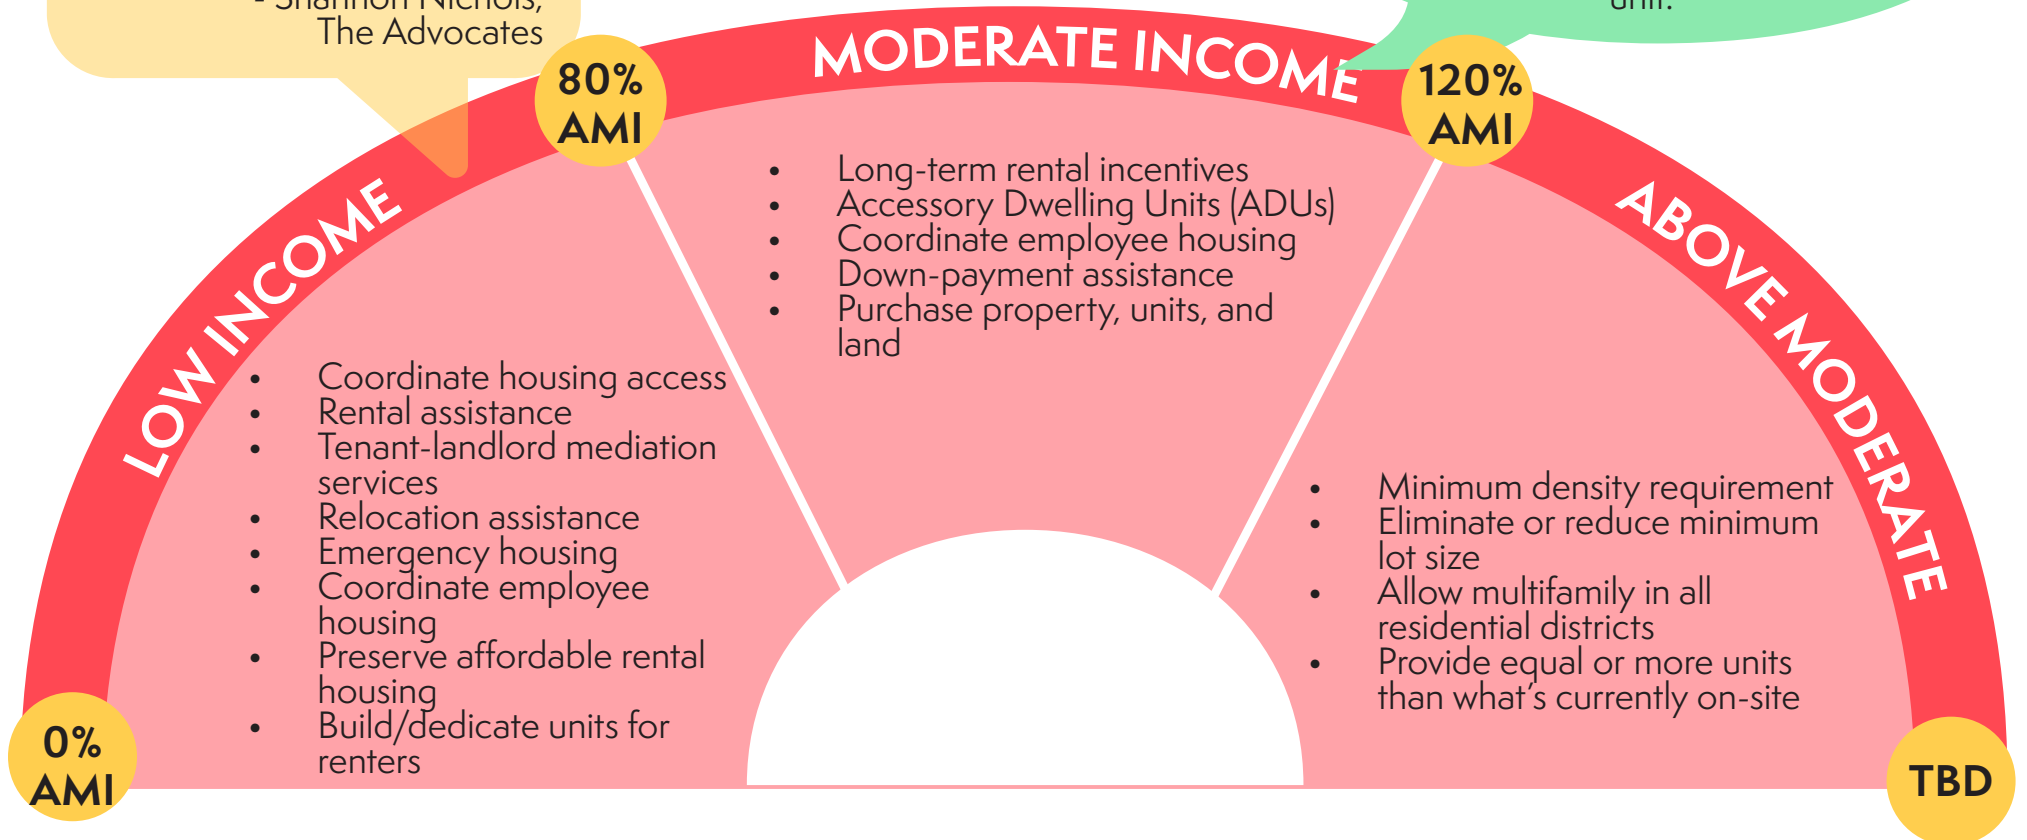 - Shannon Nichols,
The Advocates
unit.
80%
AMI
MODERATE INCOME
120%
AMI
LOW INCOME
ABOVE MODERATE
• Long-term rental incentives
• Accessory Dwelling Units (ADUs)
• Coordinate employee housing
• Down-payment assistance
• Purchase property, units, and
land
• Coordinate housing access
• Rental assistance
• Tenant-landlord mediation
services
• Relocation assistance
• Emergency housing
• Coordinate employee
housing
• Preserve affordable rental
housing
• Build/dedicate units for
renters
• Minimum density requirement
• Eliminate or reduce minimum
lot size
• Allow multifamily in all
residential districts
• Provide equal or more units
than what's currently on-site
0%
AMI
TBD